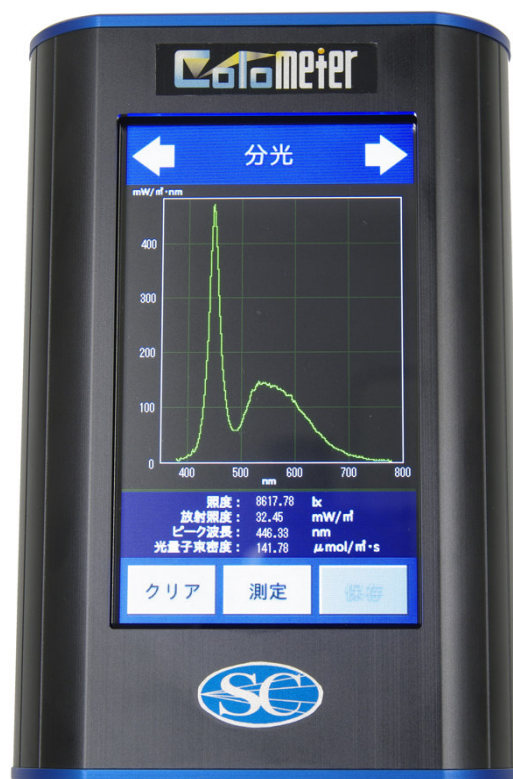 ColoMeter
分光
mW/㎡·nm
400
300
200
100
0
400 500 600 700 800
nm
照度： 8617.78 lx
放射照度： 32.45 mW/㎡
ピーク波長： 446.33 nm
光量子束密度： 141.78 μmol/㎡·s
クリア 測定 保存
SC